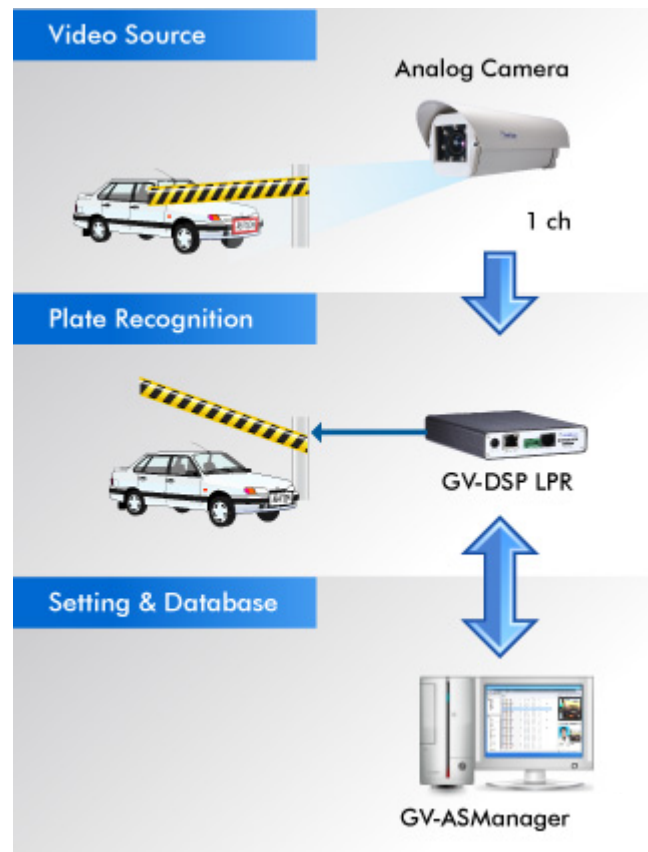 Video Source
Analog Camera
1 ch
Plate Recognition
GV-DSP LPR
Setting & Database
GV-ASManager